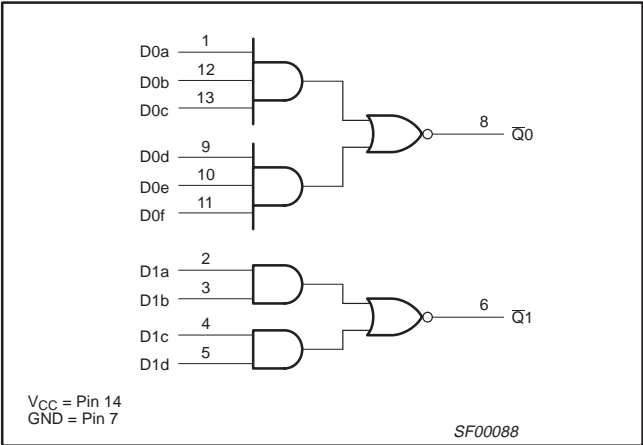 D0a 1
D0b 12
D0c 13
D0d 9
D0e 10
D0f 11
8 Q̅0
D1a 2
D1b 3
D1c 4
D1d 5
6 Q̅1
VCC = Pin 14
GND = Pin 7
SF00088